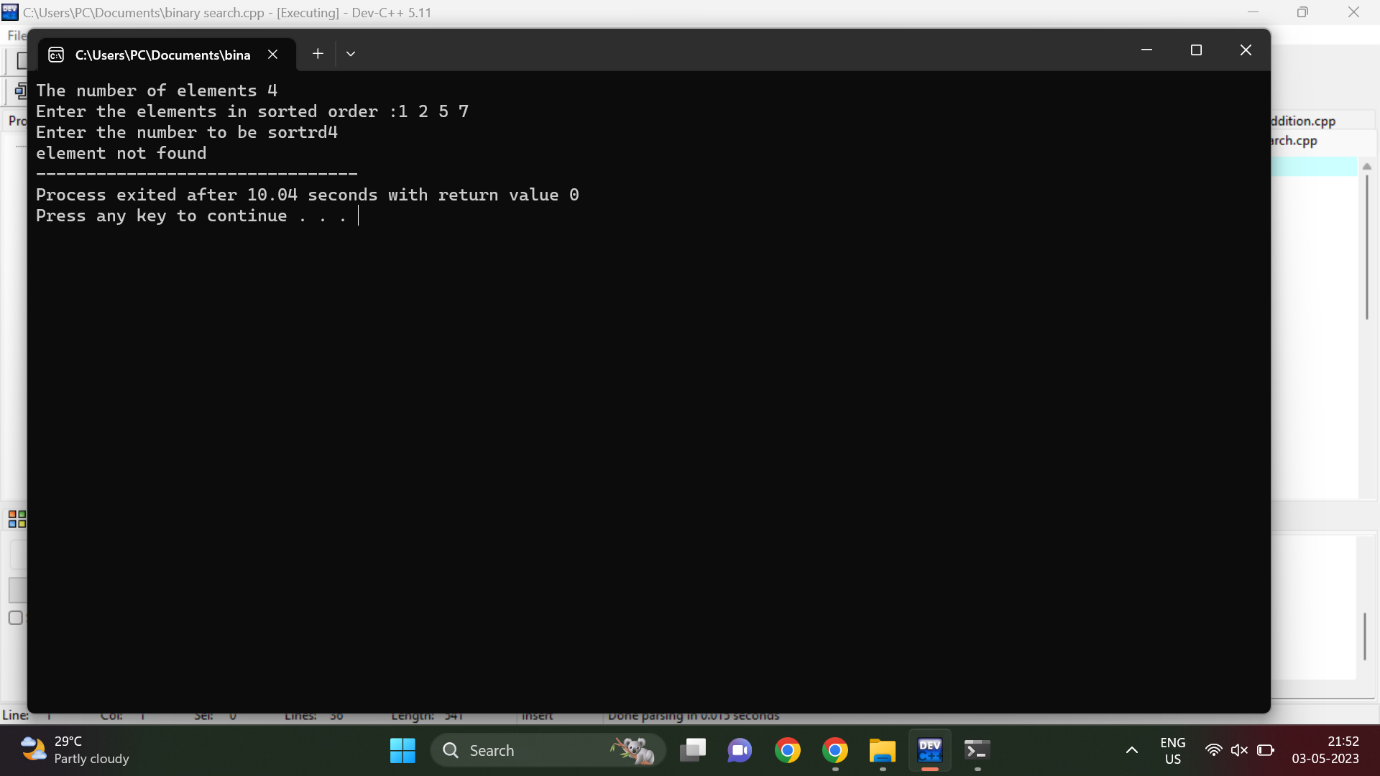 C:\Users\PC\Documents\binary search.cpp - [Executing] - Dev-C++ 5.11
File
C:\Users\PC\Documents\bina
The number of elements 4
Enter the elements in sorted order :1 2 5 7
Enter the number to be sortrd4
element not found
--------------------------------
Process exited after 10.04 seconds with return value 0
Press any key to continue . . .
Pro
ddition.cpp
arch.cpp
Line: 1 Col: 1 Sel: 0 Lines: 36 Length: 541 Insert Done parsing in 0.015 seconds
29°C
Partly cloudy
Search
DEV
C++
ENG
US
21:52
03-05-2023